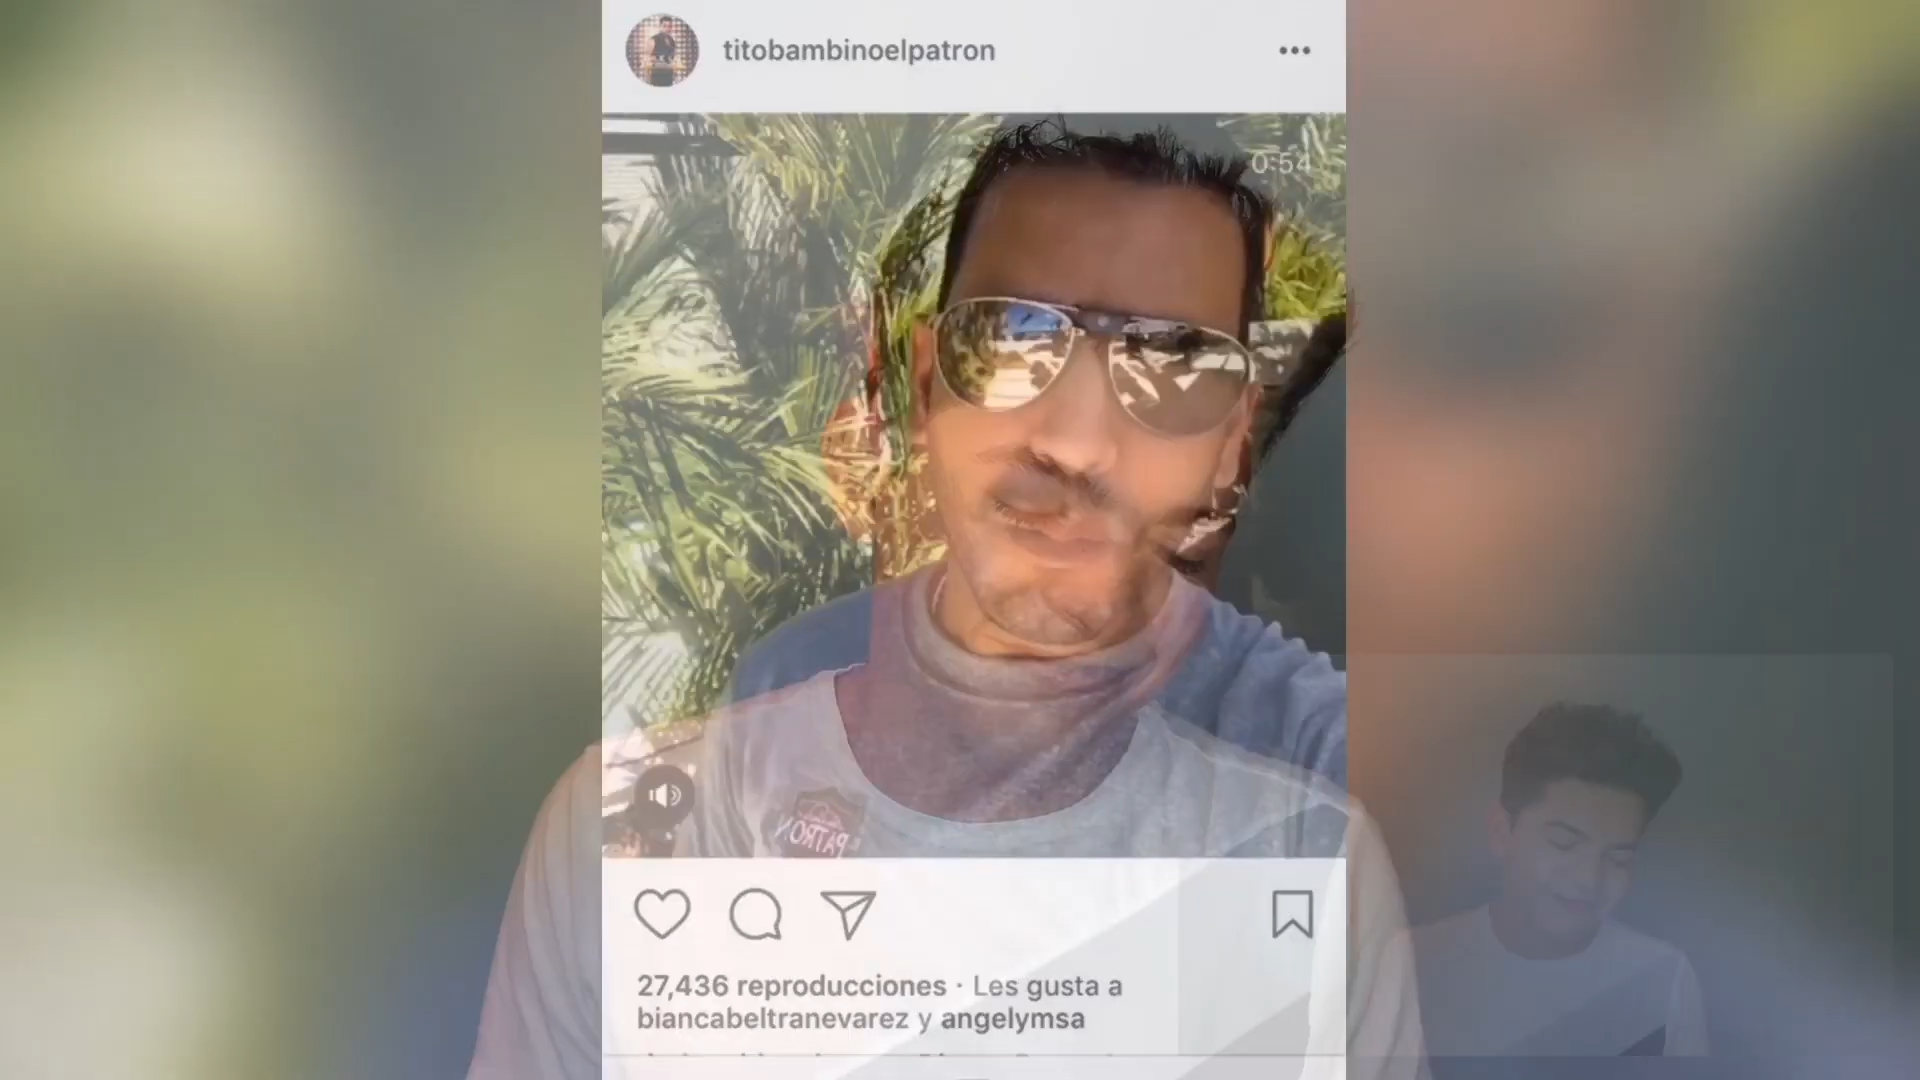 titobambinoelpatron
0:54
PATRON
27,436 reproducciones · Les gusta a
biancabeltranevarez y angelymsa